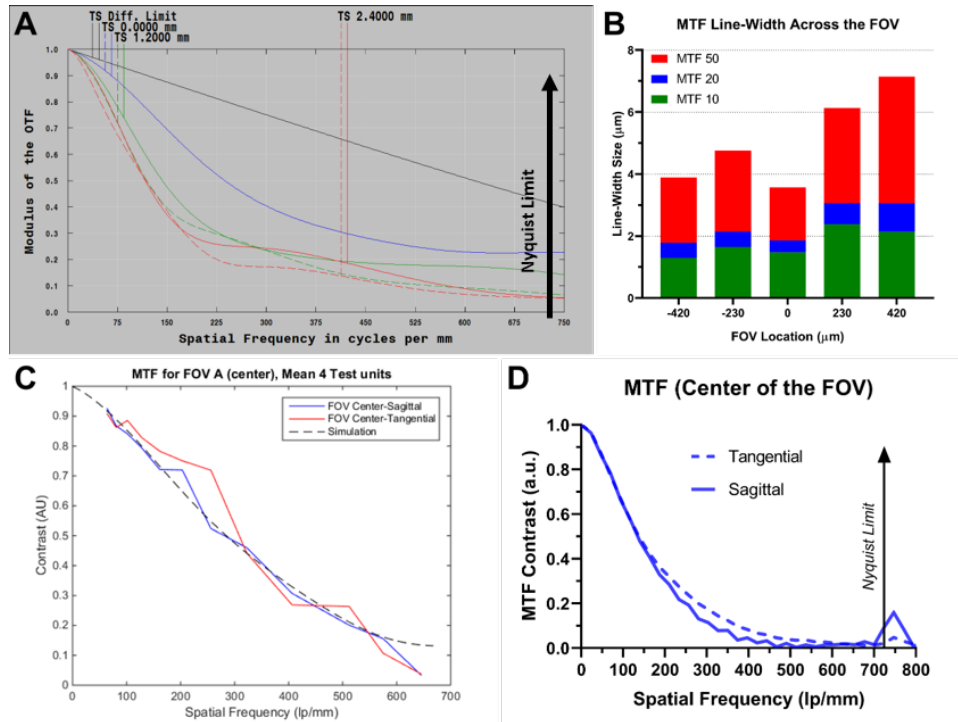 A
TS Diff. Limit
TS 0.0000 mm
TS 1.2000 mm
TS 2.4000 mm
1.0
0.9
0.8
0.7
0.6
0.5
0.4
0.3
0.2
0.1
0.0
Modulus of the OTF
Nyquist Limit
0 75 150 225 300 375 450 525 600 675 750
Spatial Frequency in cycles per mm
B
MTF Line-Width Across the FOV
MTF 50
MTF 20
MTF 10
8
6
4
2
0
Line-Width Size (μm)
-420 -230 0 230 420
FOV Location (μm)
C
MTF for FOV A (center), Mean 4 Test units
FOV Center-Sagittal
FOV Center-Tangential
Simulation
1
0.9
0.8
0.7
0.6
0.5
0.4
0.3
0.2
0.1
0
Contrast (AU)
0 100 200 300 400 500 600 700
Spatial Frequency (lp/mm)
D
MTF (Center of the FOV)
Tangential
Sagittal
1.0
0.8
0.6
0.4
0.2
0.0
MTF Contrast (a.u.)
Nyquist Limit
0 100 200 300 400 500 600 700 800
Spatial Frequency (lp/mm)